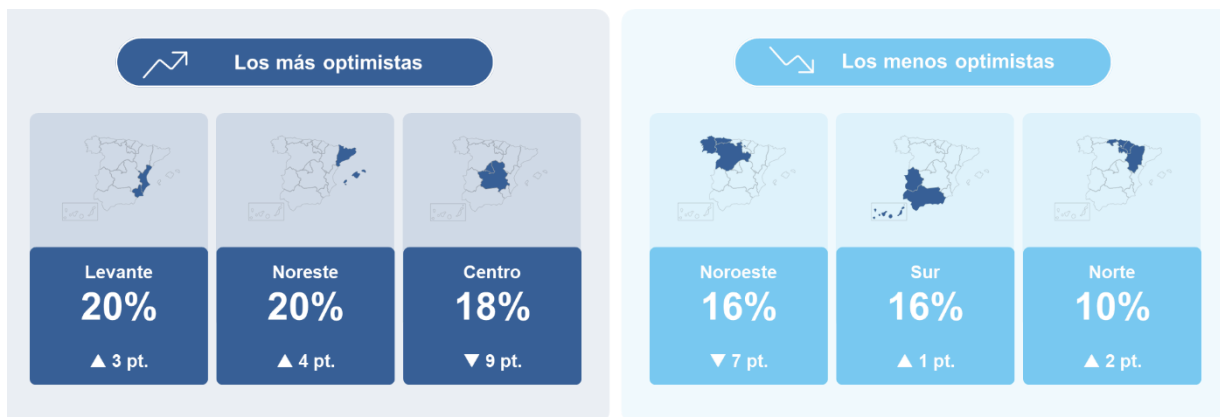 Los más optimistas
Levante
20%
▲ 3 pt.
Noreste
20%
▲ 4 pt.
Centro
18%
▼ 9 pt.
Los menos optimistas
Noroeste
16%
▼ 7 pt.
Sur
16%
▲ 1 pt.
Norte
10%
▲ 2 pt.